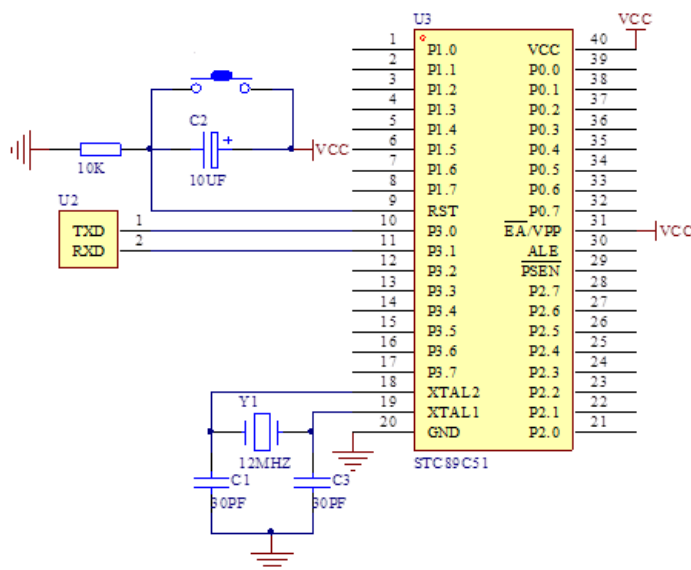 U3
VCC
1 P1.0 VCC 40
2 P1.1 P0.0 39
3 P1.2 P0.1 38
4 P1.3 P0.2 37
5 P1.4 P0.3 36
6 P1.5 P0.4 35
7 P1.6 P0.5 34
8 P1.7 P0.6 33
9 RST P0.7 32
10 P3.0 EA/VPP 31 VCC
11 P3.1 ALE 30
12 P3.2 PSEN 29
13 P3.3 P2.7 28
14 P3.4 P2.6 27
15 P3.5 P2.5 26
16 P3.6 P2.4 25
17 P3.7 P2.3 24
18 XTAL2 P2.2 23
19 XTAL1 P2.1 22
20 GND P2.0 21
STC89C51
C2
+
VCC
10K
10UF
U2
TXD 1
RXD 2
Y1
12MHZ
C1
C3
30PF
30PF